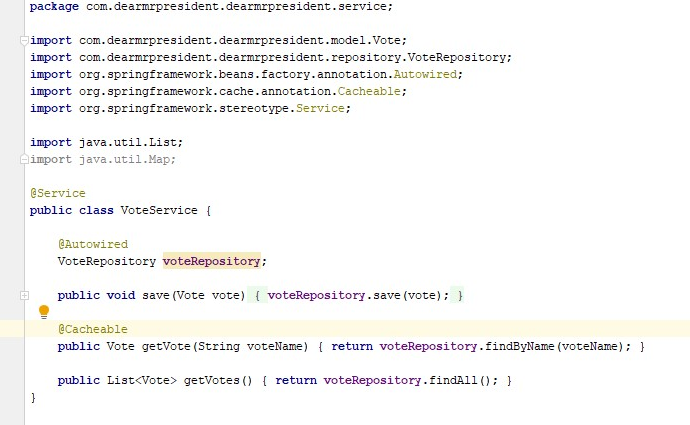 package com.dearmrpresident.dearmrpresident.service;
import com.dearmrpresident.dearmrpresident.model.Vote;
import com.dearmrpresident.dearmrpresident.repository.VoteRepository;
import org.springframework.beans.factory.annotation.Autowired;
import org.springframework.cache.annotation.Cacheable;
import org.springframework.stereotype.Service;
import java.util.List;
import java.util.Map;
@Service
public class VoteService {
@Autowired
VoteRepository voteRepository;
public void save(Vote vote) { voteRepository.save(vote); }
@Cacheable
public Vote getVote(String voteName) { return voteRepository.findByName(voteName); }
public List<Vote> getVotes() { return voteRepository.findAll(); }
}